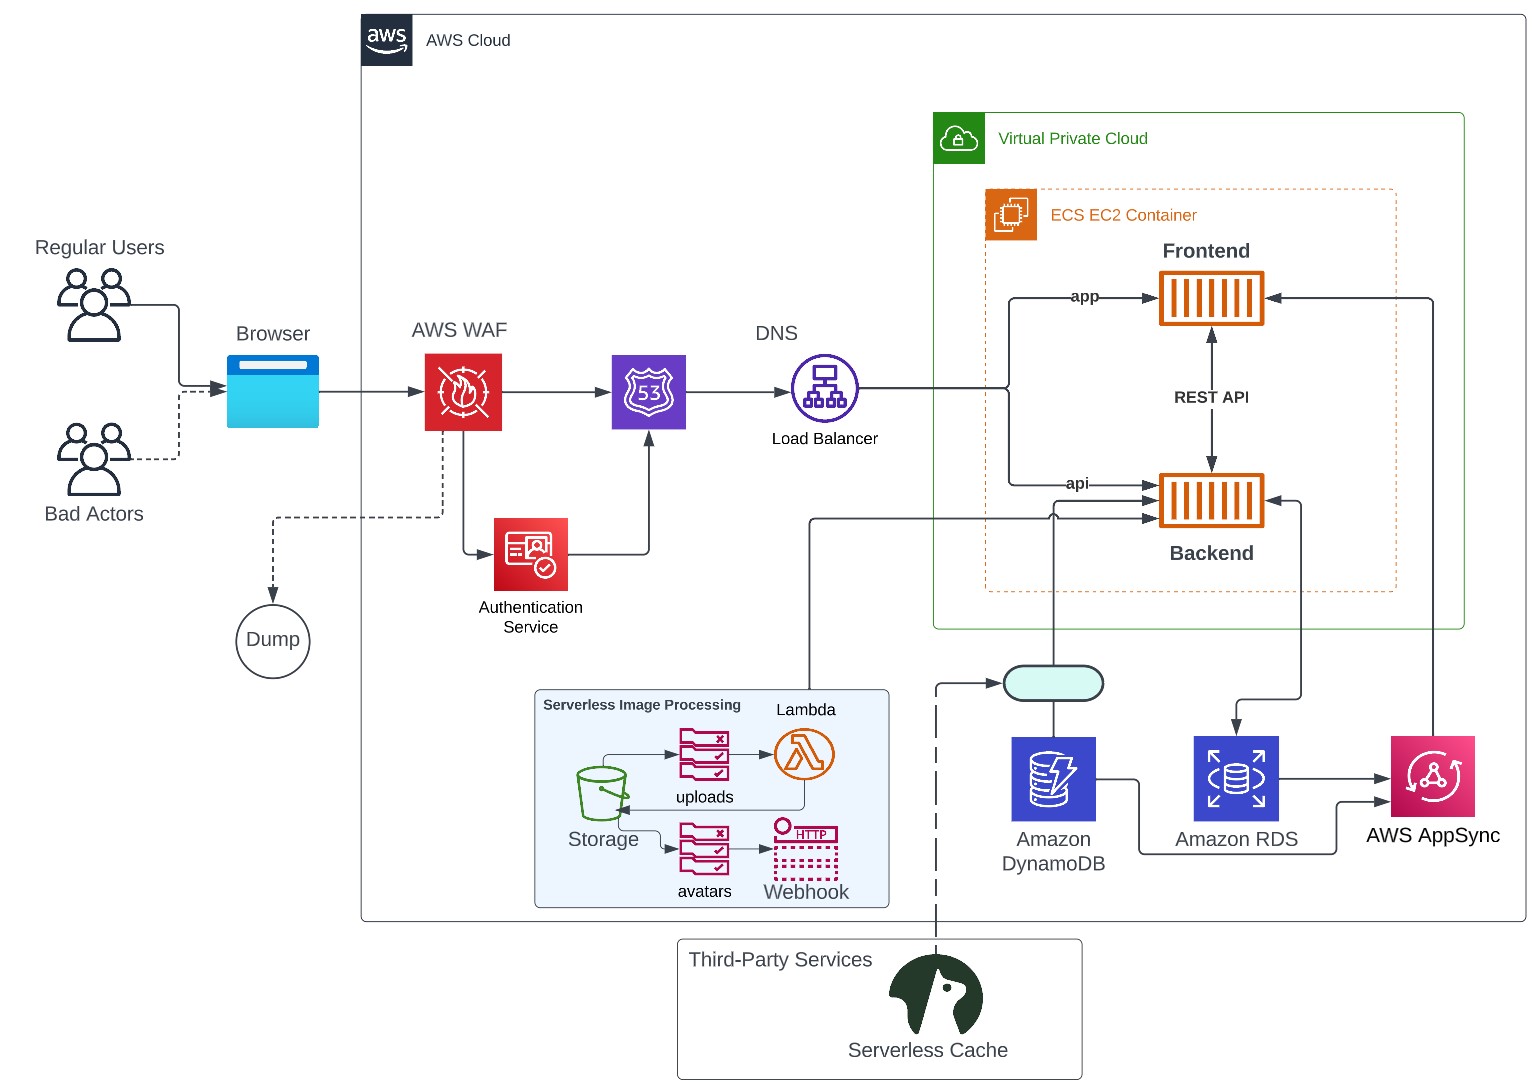 aws
AWS Cloud
Virtual Private Cloud
ECS EC2 Container
Regular Users
Frontend
app
Browser
AWS WAF
DNS
53
REST API
Load Balancer
api
Bad Actors
Backend
Authentication
Service
Dump
Serverless Image Processing
Lambda
uploads
Storage
HTTP
avatars
Webhook
Amazon
DynamoDB
Amazon RDS
AWS AppSync
Third-Party Services
Serverless Cache